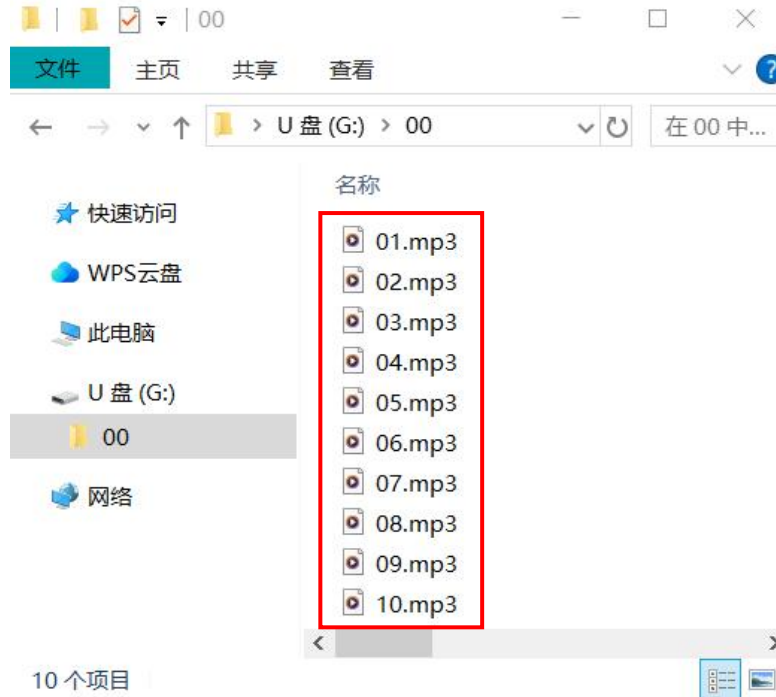 00
文件 主页 共享 查看
U 盘 (G:) 00 在 00 中...
名称
快速访问
WPS云盘
此电脑
U 盘 (G:)
00
网络
01.mp3
02.mp3
03.mp3
04.mp3
05.mp3
06.mp3
07.mp3
08.mp3
09.mp3
10.mp3
10 个项目